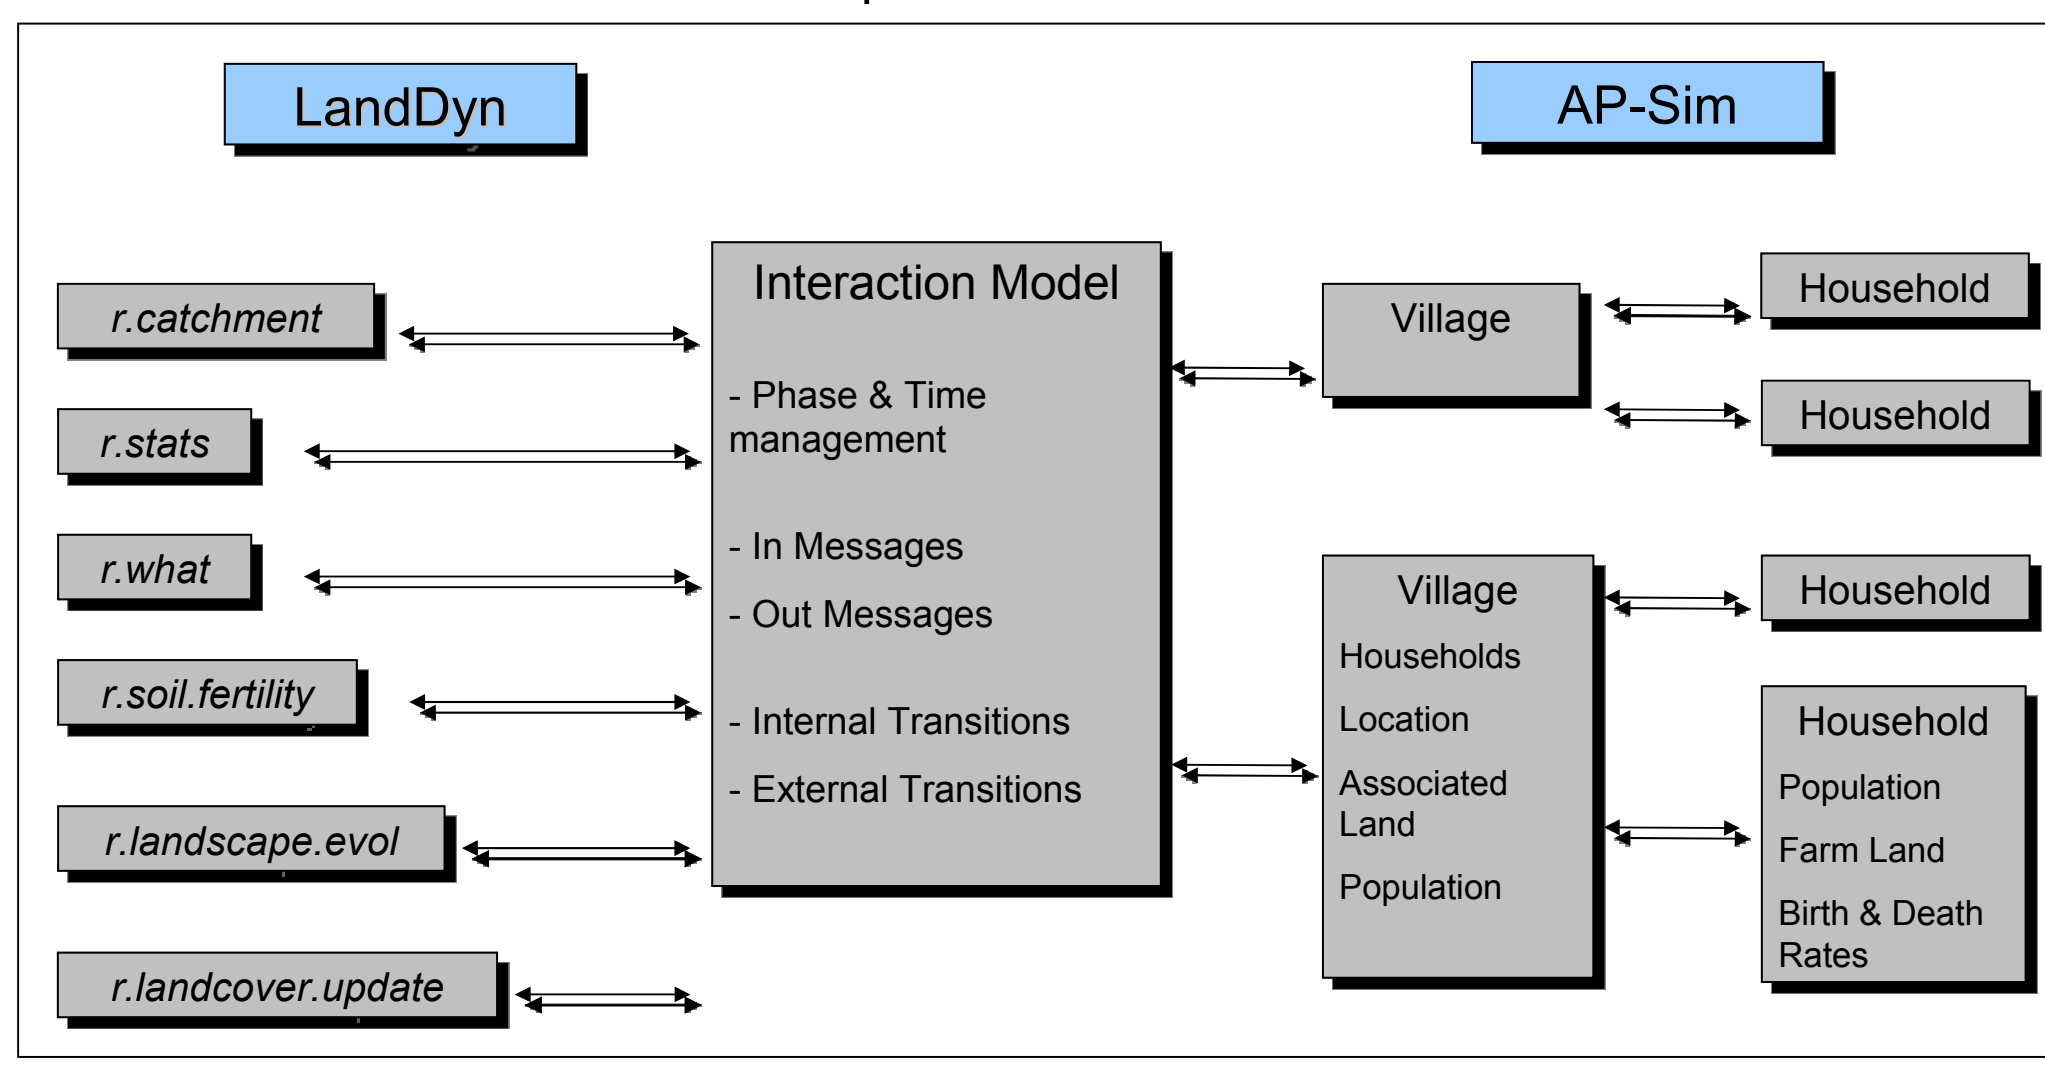 LandDyn
AP-Sim
r.catchment
r.stats
r.what
r.soil.fertility
r.landscape.evol
r.landcover.update
Interaction Model
- Phase & Time
management
- In Messages
- Out Messages
- Internal Transitions
- External Transitions
Village
Household
Household
Village
Households
Location
Associated
Land
Population
Household
Household
Population
Farm Land
Birth & Death
Rates